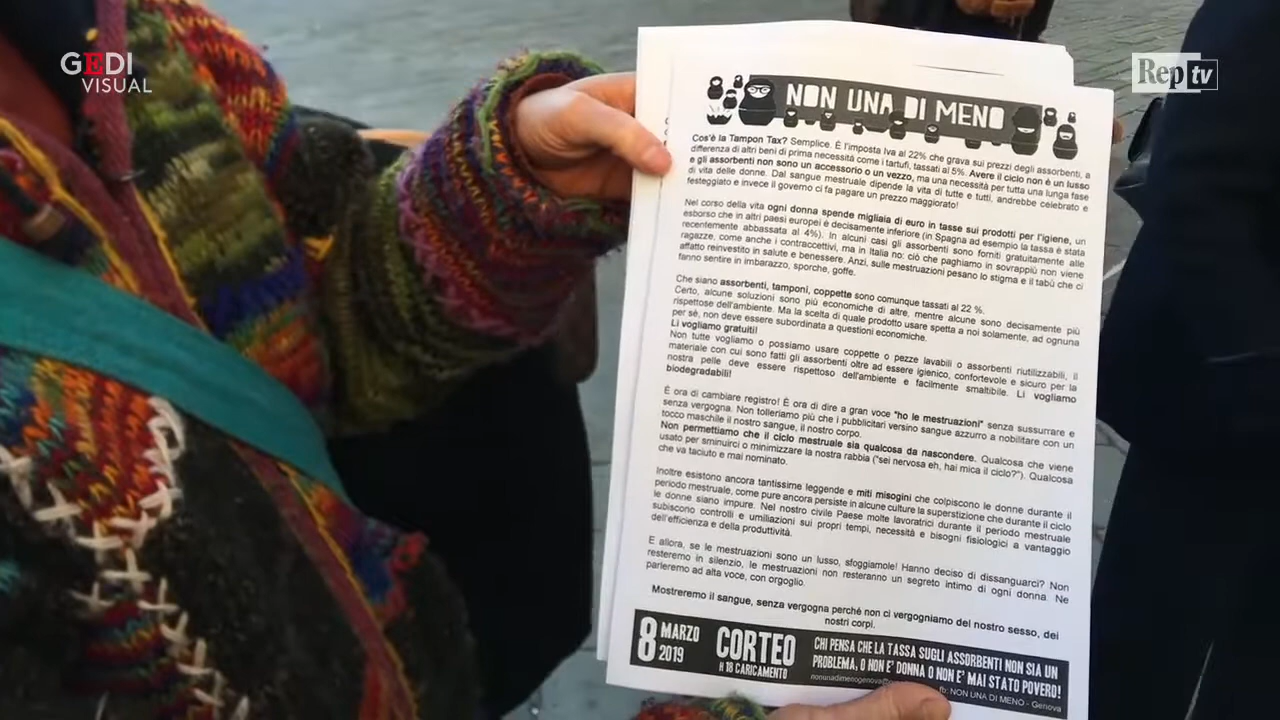 GEDI
VISUAL
Rep tv
NON UNA DI MENO
Cos'è la Tampon Tax? Semplice. È l'imposta Iva al 22% che grava sui prezzi degli assorbenti, a
differenza di altri beni di prima necessità come i tartufi, tassati al 5%. Avere il ciclo non è un lusso
e gli assorbenti non sono un accessorio o un vezzo, ma una necessità per tutta una lunga fase
di vita delle donne. Dal sangue mestruale dipende la vita di tutte e tutti, andrebbe celebrato e
festeggiato e invece il governo ci fa pagare un prezzo maggiorato!
Nel corso della vita ogni donna spende migliaia di euro in tasse sui prodotti per l'igiene, un
esborso che in altri paesi europei è decisamente inferiore (in Spagna ad esempio la tassa è stata
recentemente abbassata al 4%). In alcuni casi gli assorbenti sono forniti gratuitamente alle
ragazze, come anche i contraccettivi, ma in Italia no: ciò che paghiamo in sovrappiù non viene
affatto reinvestito in salute e benessere. Anzi, sulle mestruazioni pesano lo stigma e il tabù che ci
fanno sentire in imbarazzo, sporche, goffe.
Che siano assorbenti, tamponi, coppette sono comunque tassati al 22 %.
Certo, alcune soluzioni sono più economiche di altre, mentre alcune sono decisamente più
rispettose dell'ambiente. Ma la scelta di quale prodotto usare spetta a noi solamente, ad ognuna
per sè, non deve essere subordinata a questioni economiche.
Li vogliamo gratuiti!
Non tutte vogliamo o possiamo usare coppette o pezze lavabili o assorbenti riutilizzabili, il
materiale con cui sono fatti gli assorbenti oltre ad essere igienico, confortevole e sicuro per la
nostra pelle deve essere rispettoso dell'ambiente e facilmente smaltibile. Li vogliamo
biodegradabili!
È ora di cambiare registro! È ora di dire a gran voce "ho le mestruazioni" senza sussurrare e
senza vergogna. Non tolleriamo più che i pubblicitari versino sangue azzurro a nobilitare con un
tocco maschile il nostro sangue, il nostro corpo.
Non permettiamo che il ciclo mestruale sia qualcosa da nascondere. Qualcosa che viene
usato per sminuirci o minimizzare la nostra rabbia ("sei nervosa eh, hai mica il ciclo?"). Qualcosa
che va taciuto e mai nominato.
Inoltre esistono ancora tantissime leggende e miti misogini che colpiscono le donne durante il
periodo mestruale, come pure ancora persiste in alcune culture la superstizione che durante il ciclo
le donne siano impure. Nel nostro civile Paese molte lavoratrici durante il periodo mestruale
subiscono controlli e umiliazioni sui propri tempi, necessità e bisogni fisiologici a vantaggio
dell'efficienza e della produttività.
E allora, se le mestruazioni sono un lusso, sfoggiamole! Hanno deciso di dissanguarci? Non
resteremo in silenzio, le mestruazioni non resteranno un segreto intimo di ogni donna. Ne
parleremo ad alta voce, con orgoglio.
Mostreremo il sangue, senza vergogna perché non ci vergogniamo del nostro sesso, dei
nostri corpi.
8 MARZO
2019
CORTEO
H 18 CARICAMENTO
CHI PENSA CHE LA TASSA SUGLI ASSORBENTI NON SIA UN
PROBLEMA, O NON E' DONNA O NON E' MAI STATO POVERO!
nonunadimenogenova@
fb: NON UNA DI MENO - Genova